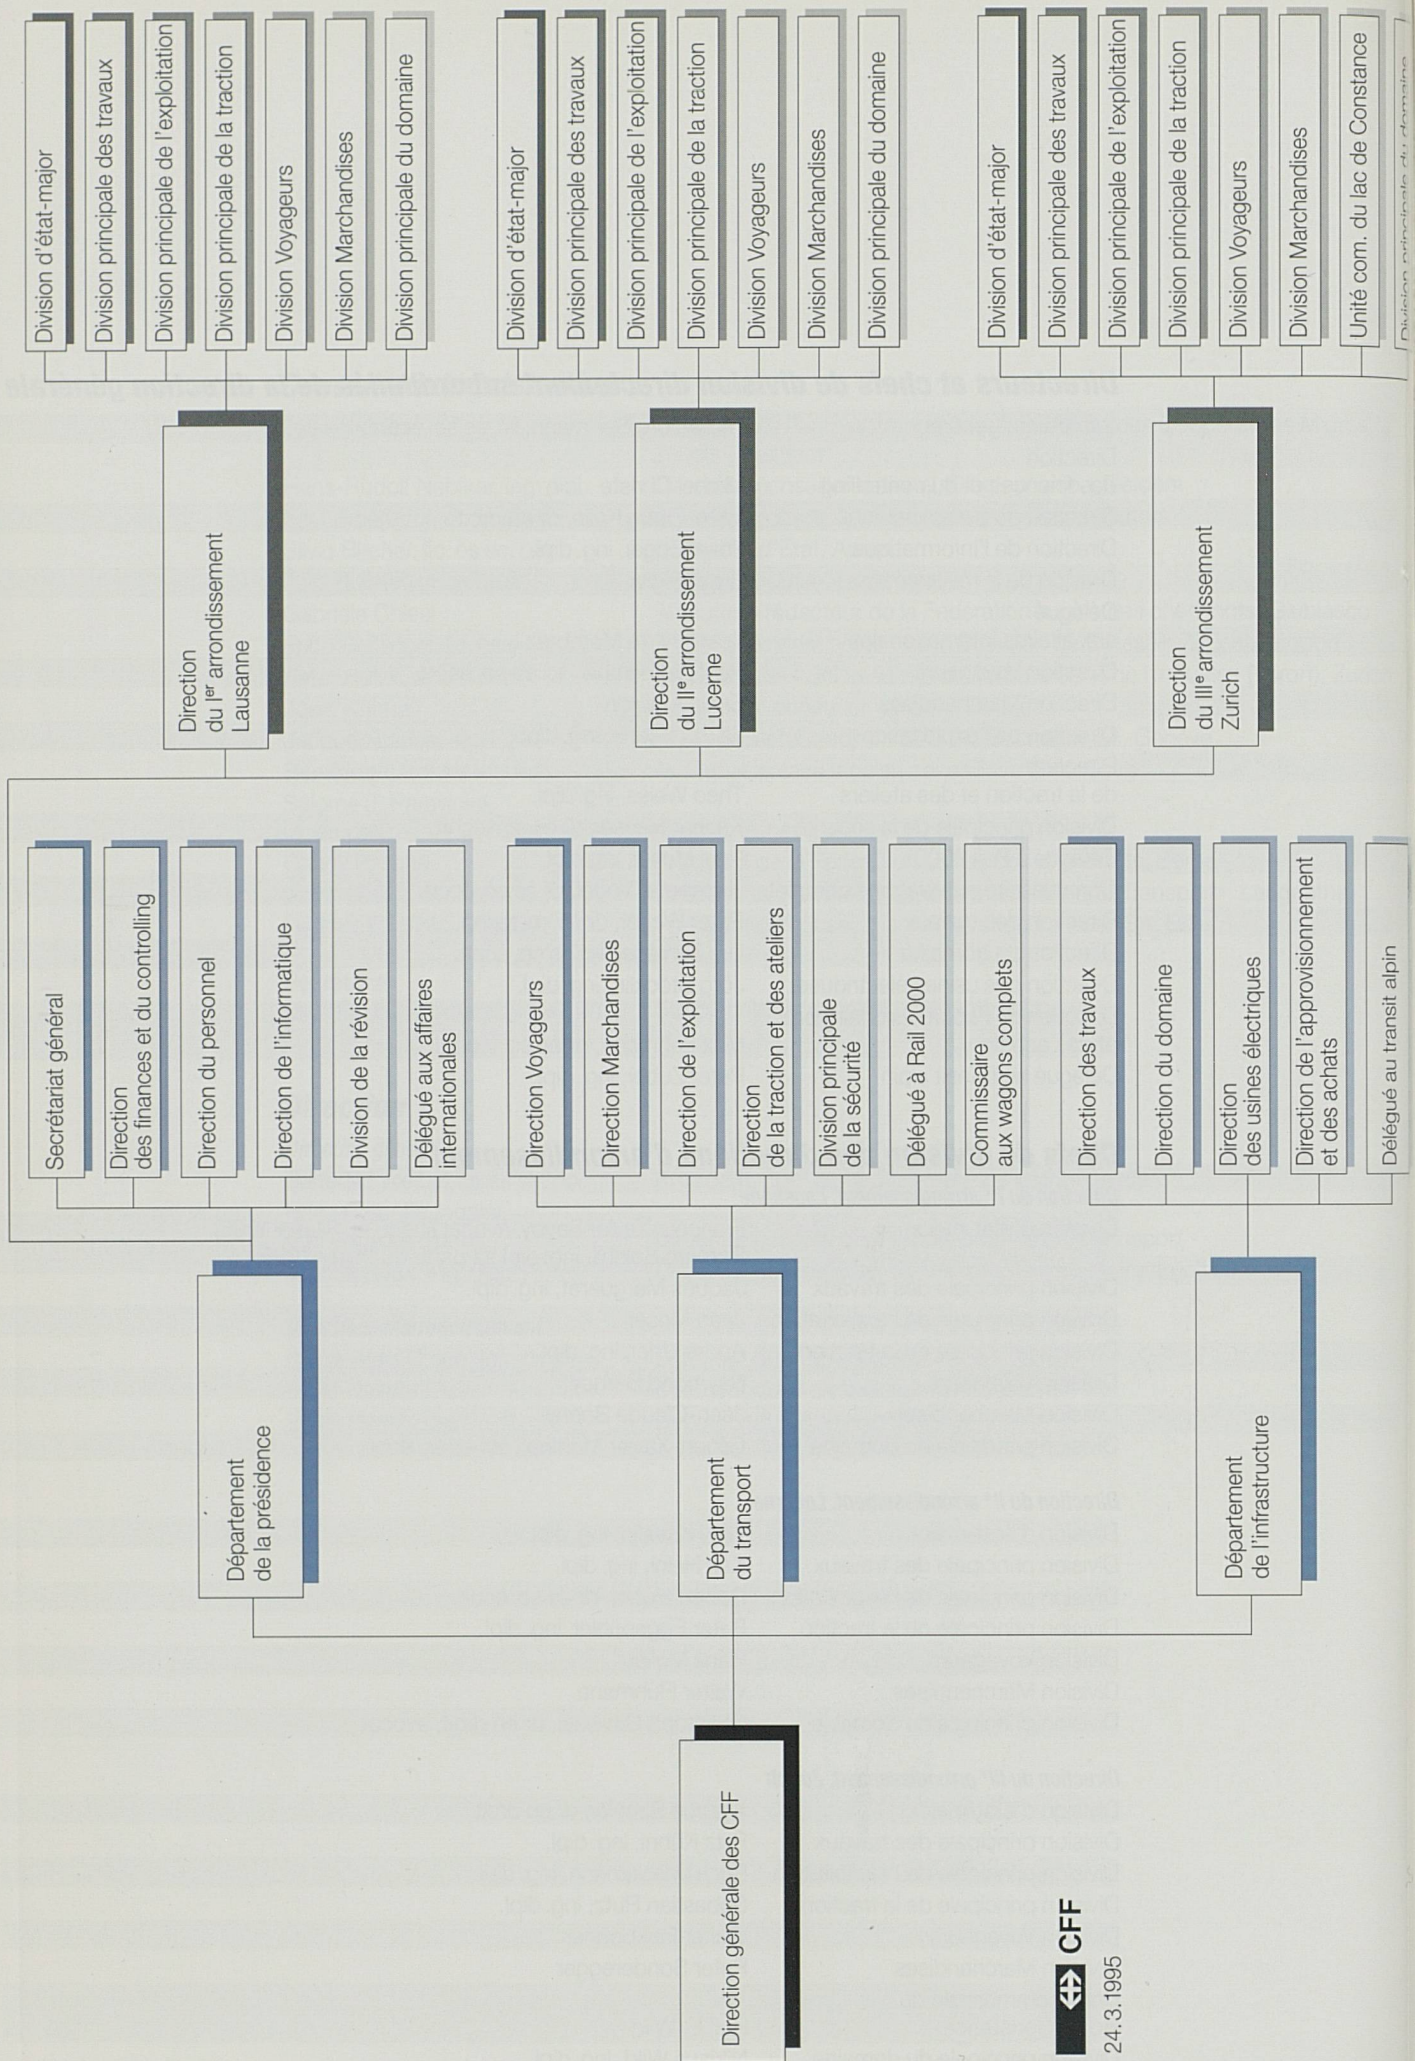 Direction générale des CFF
CFF
24.3.1995
Département
de la présidence
Département
du transport
Département
de l'infrastructure
Secrétariat général
Direction
des finances et du controlling
Direction du personnel
Direction de l'informatique
Division de la révision
Délégué aux affaires
internationales
Direction Voyageurs
Direction Marchandises
Direction de l'exploitation
Direction
de la traction et des ateliers
Division principale
de la sécurité
Délégué à Rail 2000
Commissaire
aux wagons complets
Direction des travaux
Direction du domaine
Direction
des usines électriques
Direction de l'approvisionnement
et des achats
Délégué au transit alpin
Direction
du Ier arrondissement
Lausanne
Direction
du IIe arrondissement
Lucerne
Direction
du IIIe arrondissement
Zurich
Division d'état-major
Division principale des travaux
Division principale de l'exploitation
Division principale de la traction
Division Voyageurs
Division Marchandises
Division principale du domaine
Division d'état-major
Division principale des travaux
Division principale de l'exploitation
Division principale de la traction
Division Voyageurs
Division Marchandises
Division principale du domaine
Division d'état-major
Division principale des travaux
Division principale de l'exploitation
Division principale de la traction
Division Voyageurs
Division Marchandises
Unité com. du lac de Constance
Division principale du domaine